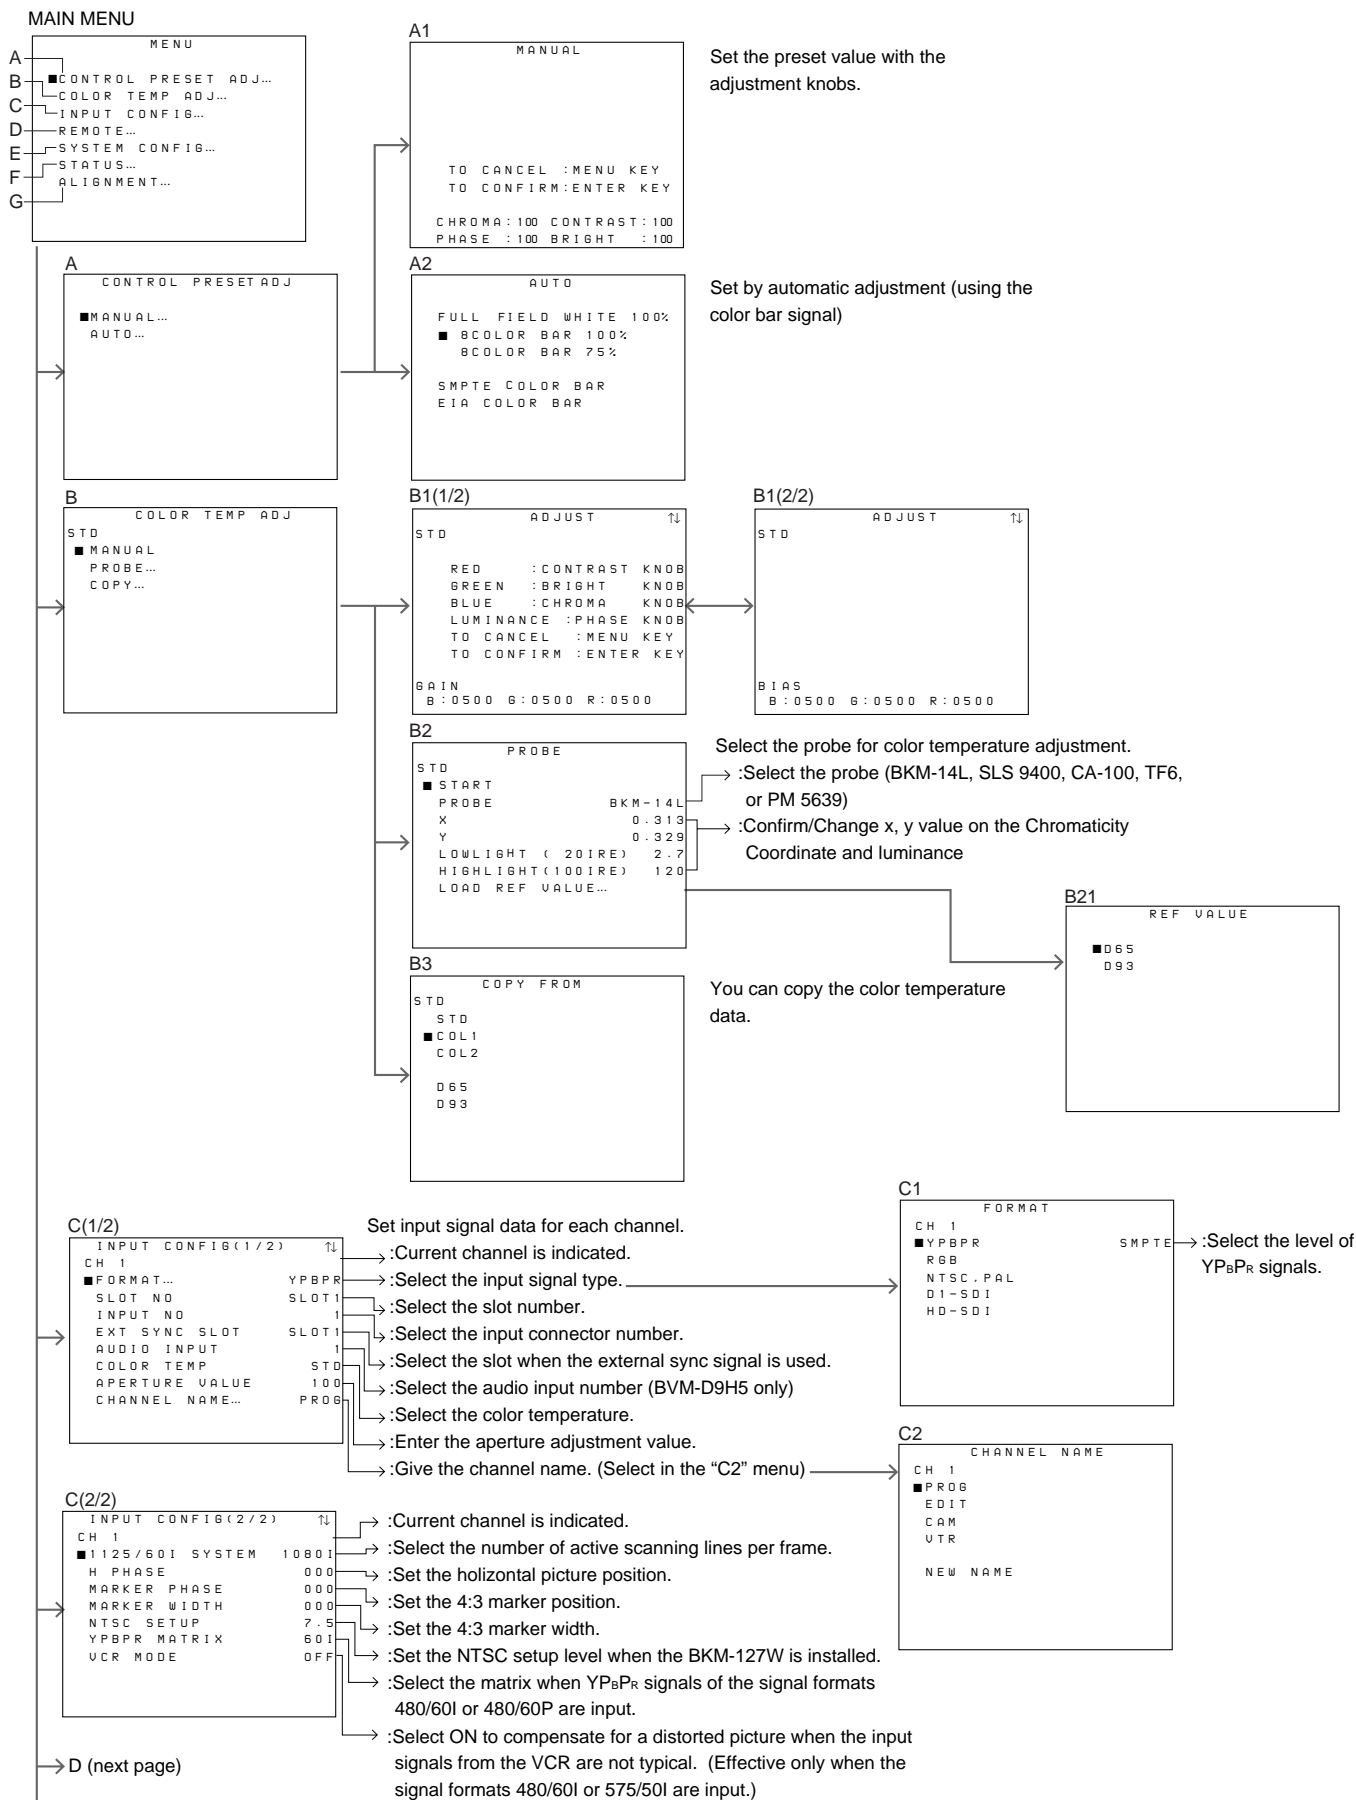 MAIN MENU
MENU
A
B
C
D
E
F
G
■CONTROL PRESET ADJ…
COLOR TEMP ADJ…
INPUT CONFIG…
REMOTE…
SYSTEM CONFIG…
STATUS…
ALIGNMENT…
A1
MANUAL
TO CANCEL :MENU KEY
TO CONFIRM:ENTER KEY
CHROMA:100 CONTRAST:100
PHASE :100 BRIGHT :100
Set the preset value with the
adjustment knobs.
A
CONTROL PRESET ADJ
■MANUAL…
AUTO…
A2
AUTO
FULL FIELD WHITE 100%
■ 8COLOR BAR 100%
8COLOR BAR 75%
SMPTE COLOR BAR
EIA COLOR BAR
Set by automatic adjustment (using the
color bar signal)
B
COLOR TEMP ADJ
STD
■ MANUAL
PROBE…
COPY…
B1(1/2)
ADJUST ↑↓
STD
RED :CONTRAST KNOB
GREEN :BRIGHT KNOB
BLUE :CHROMA KNOB
LUMINANCE :PHASE KNOB
TO CANCEL :MENU KEY
TO CONFIRM :ENTER KEY
GAIN
B:0500 G:0500 R:0500
B1(2/2)
ADJUST ↑↓
STD
BIAS
B:0500 G:0500 R:0500
B2
PROBE
STD
■ START
PROBE BKM-14L
X 0.313
Y 0.329
LOWLIGHT ( 20IRE) 2.7
HIGHLIGHT(100IRE) 120
LOAD REF VALUE…
Select the probe for color temperature adjustment.
:Select the probe (BKM-14L, SLS 9400, CA-100, TF6,
or PM 5639)
:Confirm/Change x, y value on the Chromaticity
Coordinate and luminance
B21
REF VALUE
■D65
D93
B3
COPY FROM
STD
STD
■COL1
COL2
D65
D93
You can copy the color temperature
data.
C(1/2)
INPUT CONFIG(1/2) ↑↓
CH 1
■FORMAT… YPBPR
SLOT NO SLOT1
INPUT NO 1
EXT SYNC SLOT SLOT1
AUDIO INPUT 1
COLOR TEMP STD
APERTURE VALUE 100
CHANNEL NAME… PROG
Set input signal data for each channel.
:Current channel is indicated.
:Select the input signal type.
:Select the slot number.
:Select the input connector number.
:Select the slot when the external sync signal is used.
:Select the audio input number (BVM-D9H5 only)
:Select the color temperature.
:Enter the aperture adjustment value.
:Give the channel name. (Select in the “C2” menu)
C1
FORMAT
CH 1
■YPBPR SMPTE
RGB
NTSC.PAL
D1-SDI
HD-SDI
:Select the level of
YPBPR signals.
C2
CHANNEL NAME
CH 1
■PROG
EDIT
CAM
VTR
NEW NAME
C(2/2)
INPUT CONFIG(2/2) ↑↓
CH 1
■1125/60I SYSTEM 1080I
H PHASE 000
MARKER PHASE 000
MARKER WIDTH 000
NTSC SETUP 7.5
YPBPR MATRIX 60I
VCR MODE OFF
:Current channel is indicated.
:Select the number of active scanning lines per frame.
:Set the holizontal picture position.
:Set the 4:3 marker position.
:Set the 4:3 marker width.
:Set the NTSC setup level when the BKM-127W is installed.
:Select the matrix when YPBPR signals of the signal formats
480/60I or 480/60P are input.
:Select ON to compensate for a distorted picture when the input
signals from the VCR are not typical. (Effective only when the
signal formats 480/60I or 575/50I are input.)
D (next page)